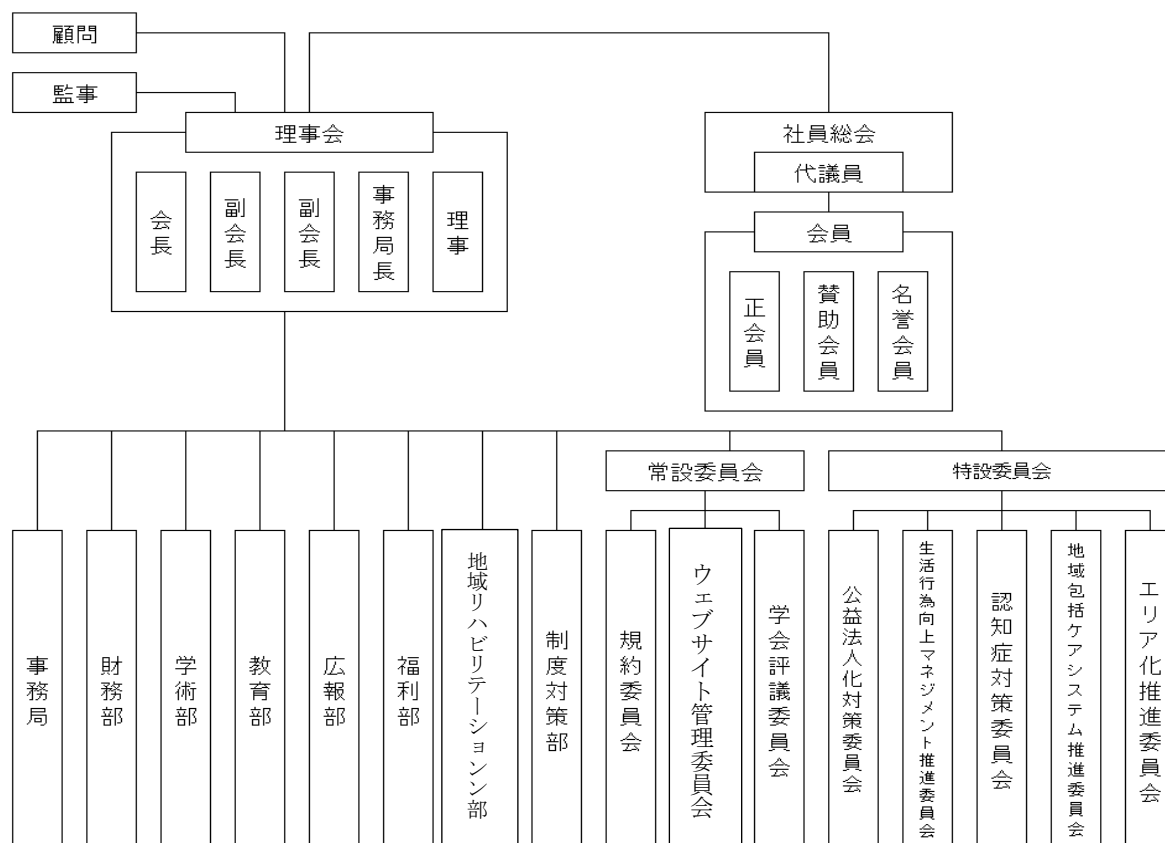 顧問
監事
理事会
会長
副会長
副会長
事務局長
理事
社員総会
代議員
会員
正会員
賛助会員
名誉会員
常設委員会
特設委員会
事務局
財務部
学術部
教育部
広報部
福利部
地域リハビリテーションン部
制度対策部
規約委員会
ウェブサイト管理委員会
学会評議委員会
公益法人化対策委員会
生活行為向上マネジメント推進委員会
認知症対策委員会
地域包括ケアシステム推進委員会
エリア化推進委員会